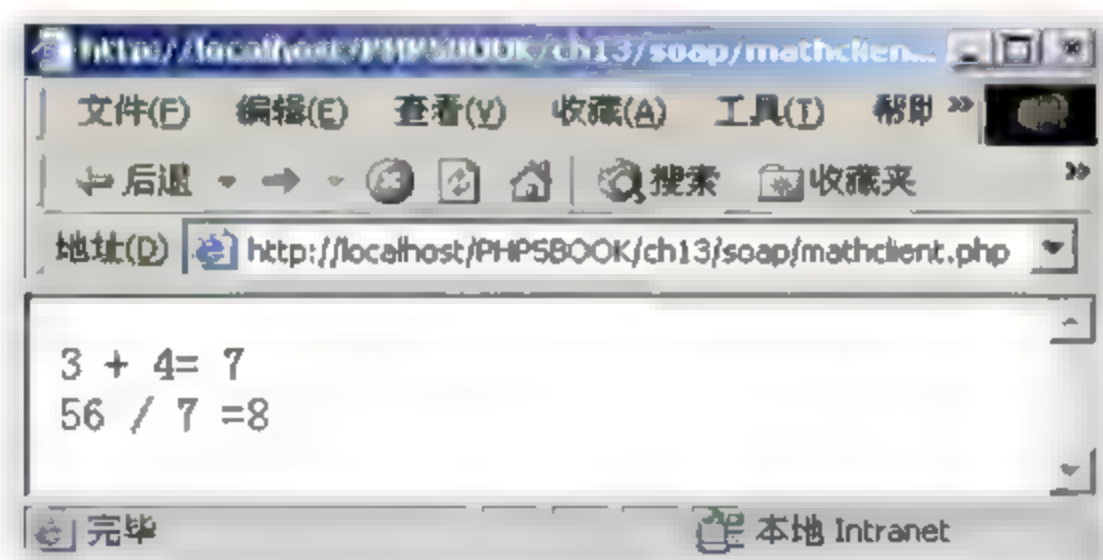 http://localhost/PHP5BOOK/ch13/soap/mathclien...
文件(F) 编辑(E) 查看(V) 收藏(A) 工具(T) 帮助 »
后退 搜索 收藏夹 »
地址(D) http://localhost/PHP5BOOK/ch13/soap/mathclient.php
3 + 4= 7
56 / 7 =8
完毕 本地 Intranet